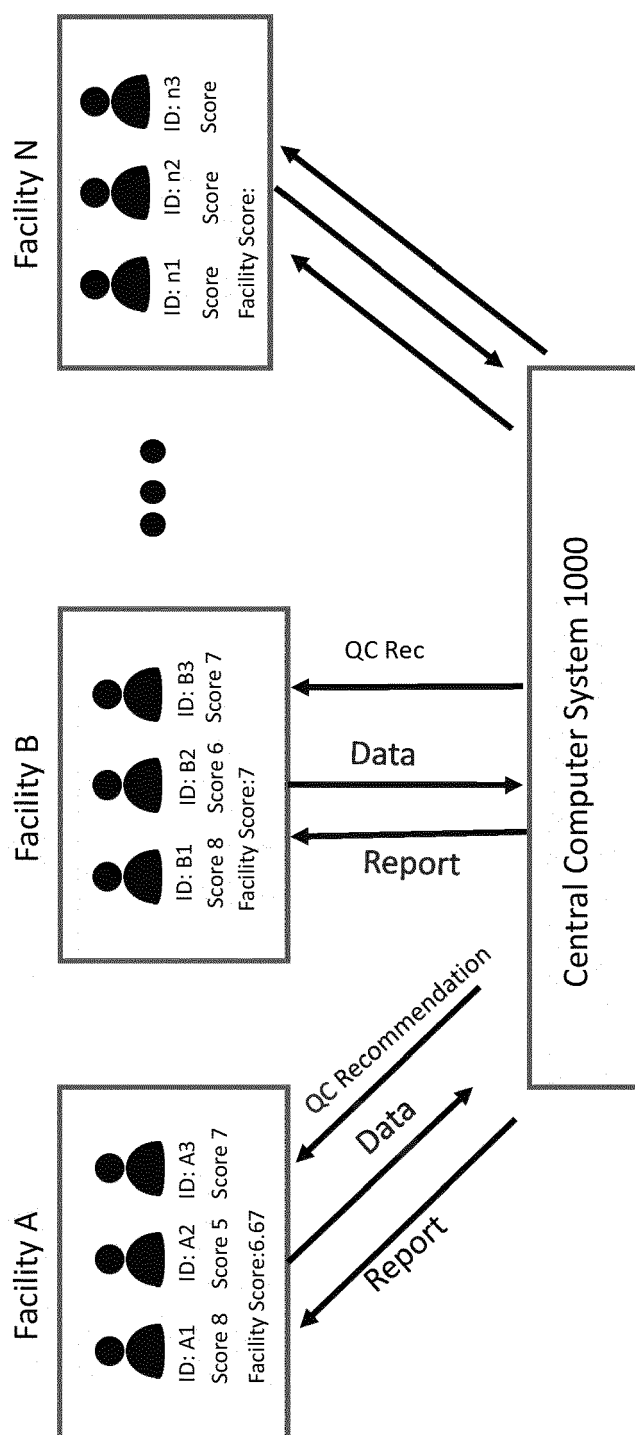 Facility A
ID: A1 ID: A2 ID: A3
Score 8 Score 5 Score 7
Facility Score:6.67
Facility B
ID: B1 ID: B2 ID: B3
Score 8 Score 6 Score 7
Facility Score:7
Facility N
ID: n1 ID: n2 ID: n3
Score Score Score
Facility Score:
Report
Data
QC Recommendation
Report
Data
QC Rec
Central Computer System 1000